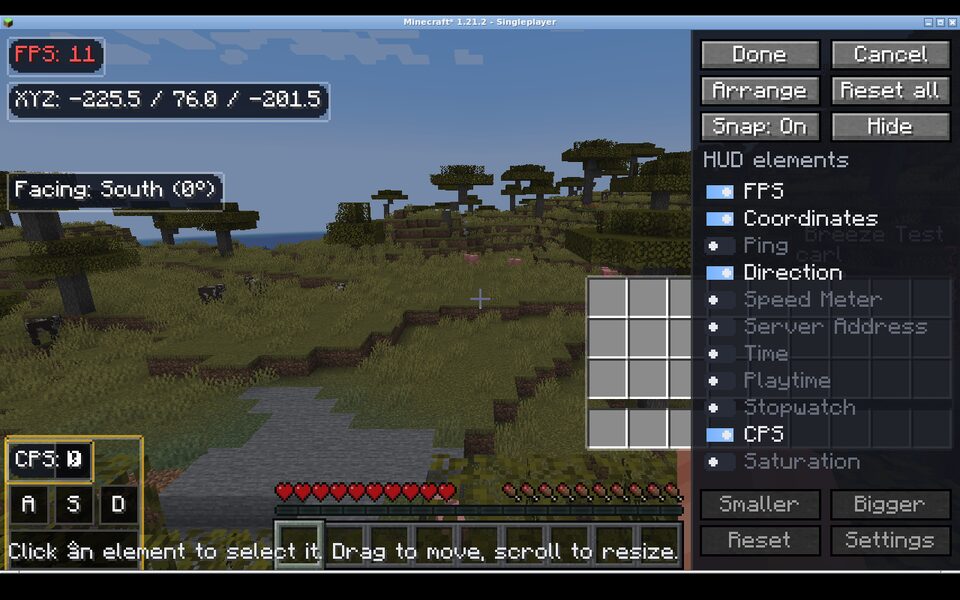 Minecraft* 1.21.2 - Singleplayer
FPS: 11
XYZ: -225.5 / 76.0 / -201.5
Facing: South (0°)
CPS: 0
A S D
Click an element to select it. Drag to move, scroll to resize.
Done Cancel
Arrange Reset all
Snap: On Hide
HUD elements
FPS
Coordinates
Ping
Direction
Speed Meter
Server Address
Time
Playtime
Stopwatch
CPS
Saturation
Smaller Bigger
Reset Settings